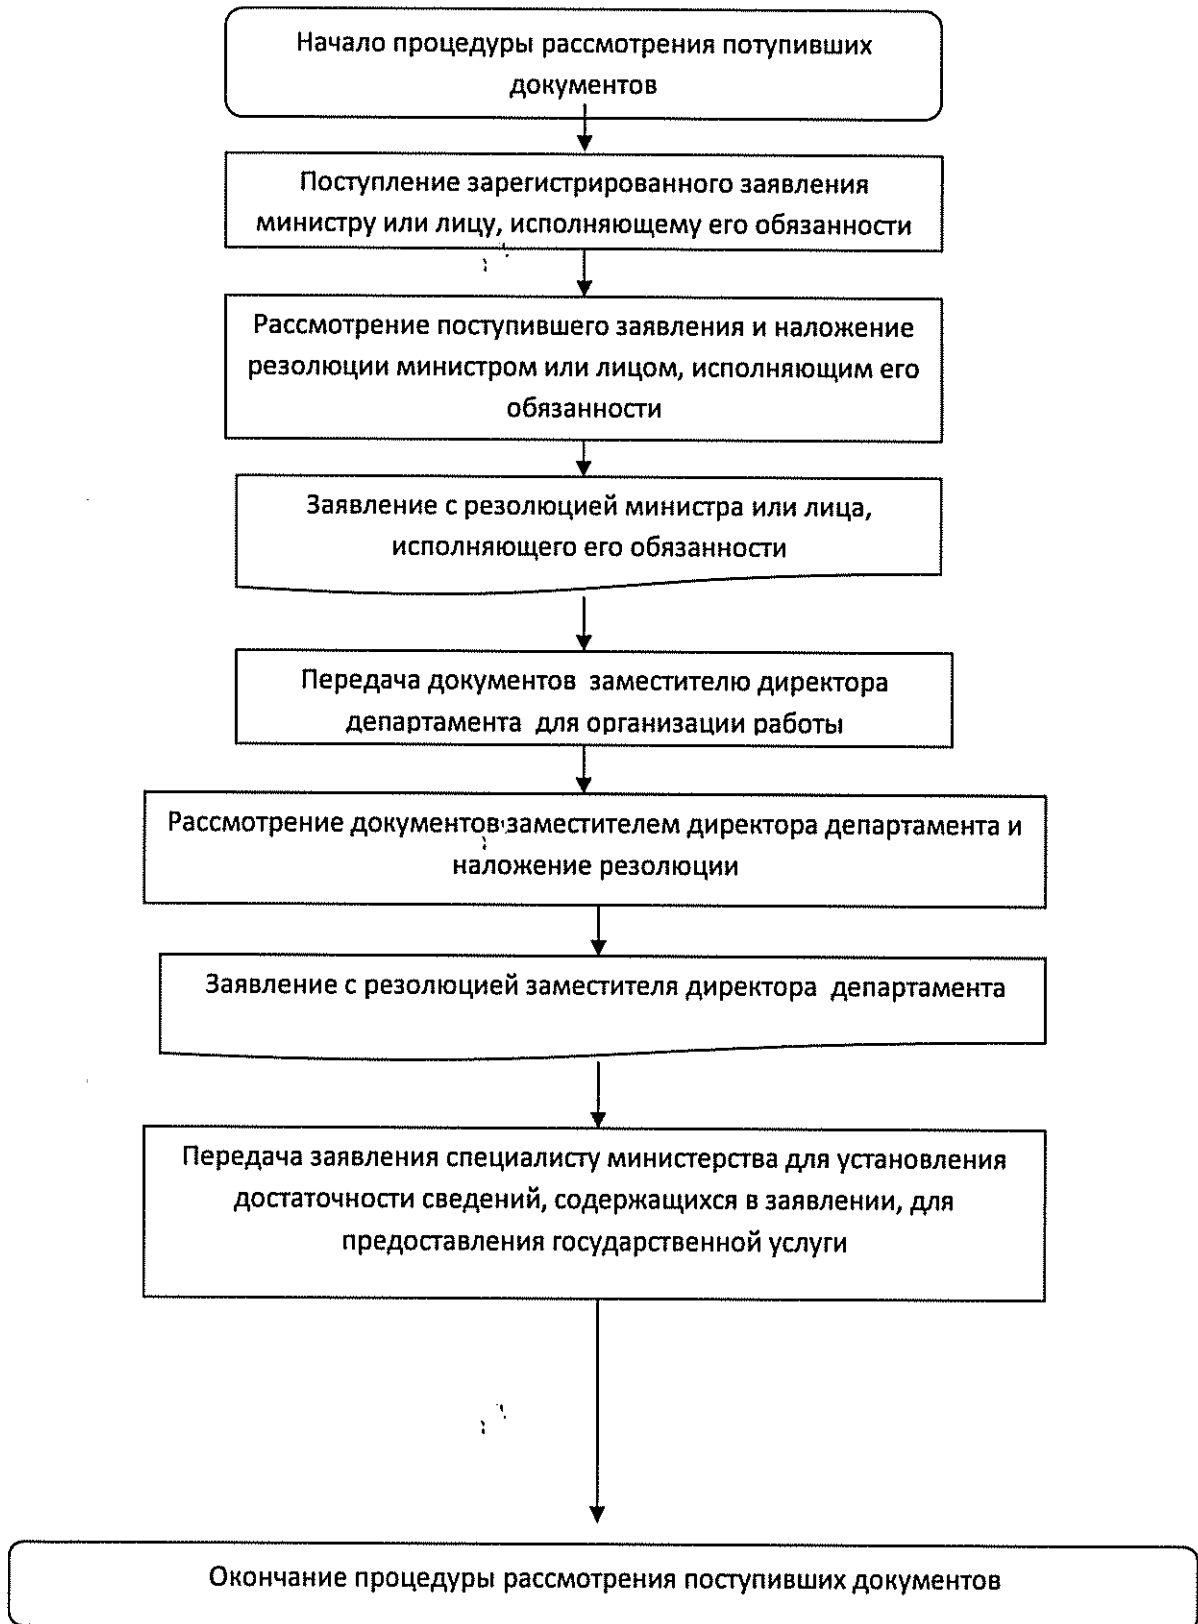 Начало процедуры рассмотрения потупивших
документов
Поступление зарегистрированного заявления
министру или лицу, исполняющему его обязанности
Рассмотрение поступившего заявления и наложение
резолюции министром или лицом, исполняющим его
обязанности
Заявление с резолюцией министра или лица,
исполняющего его обязанности
Передача документов заместителю директора
департамента для организации работы
Рассмотрение документов заместителем директора департамента и
наложение резолюции
Заявление с резолюцией заместителя директора департамента
Передача заявления специалисту министерства для установления
достаточности сведений, содержащихся в заявлении, для
предоставления государственной услуги
Окончание процедуры рассмотрения поступивших документов